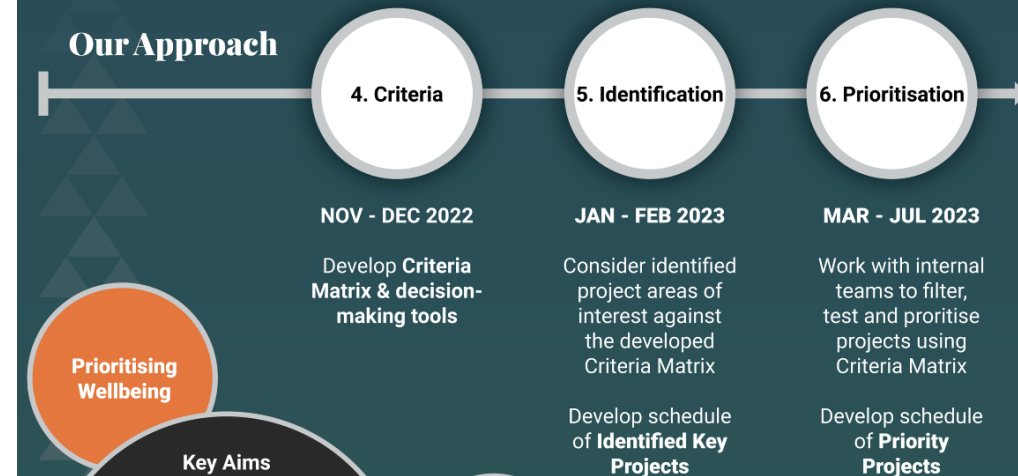 Our Approach
4. Criteria
5. Identification
6. Prioritisation
NOV - DEC 2022
Develop Criteria
Matrix & decision-
making tools
JAN - FEB 2023
Consider identified
project areas of
interest against
the developed
Criteria Matrix
Develop schedule
of Identified Key
Projects
MAR - JUL 2023
Work with internal
teams to filter,
test and proritise
projects using
Criteria Matrix
Develop schedule
of Priority
Projects
Prioritising
Wellbeing
Key Aims